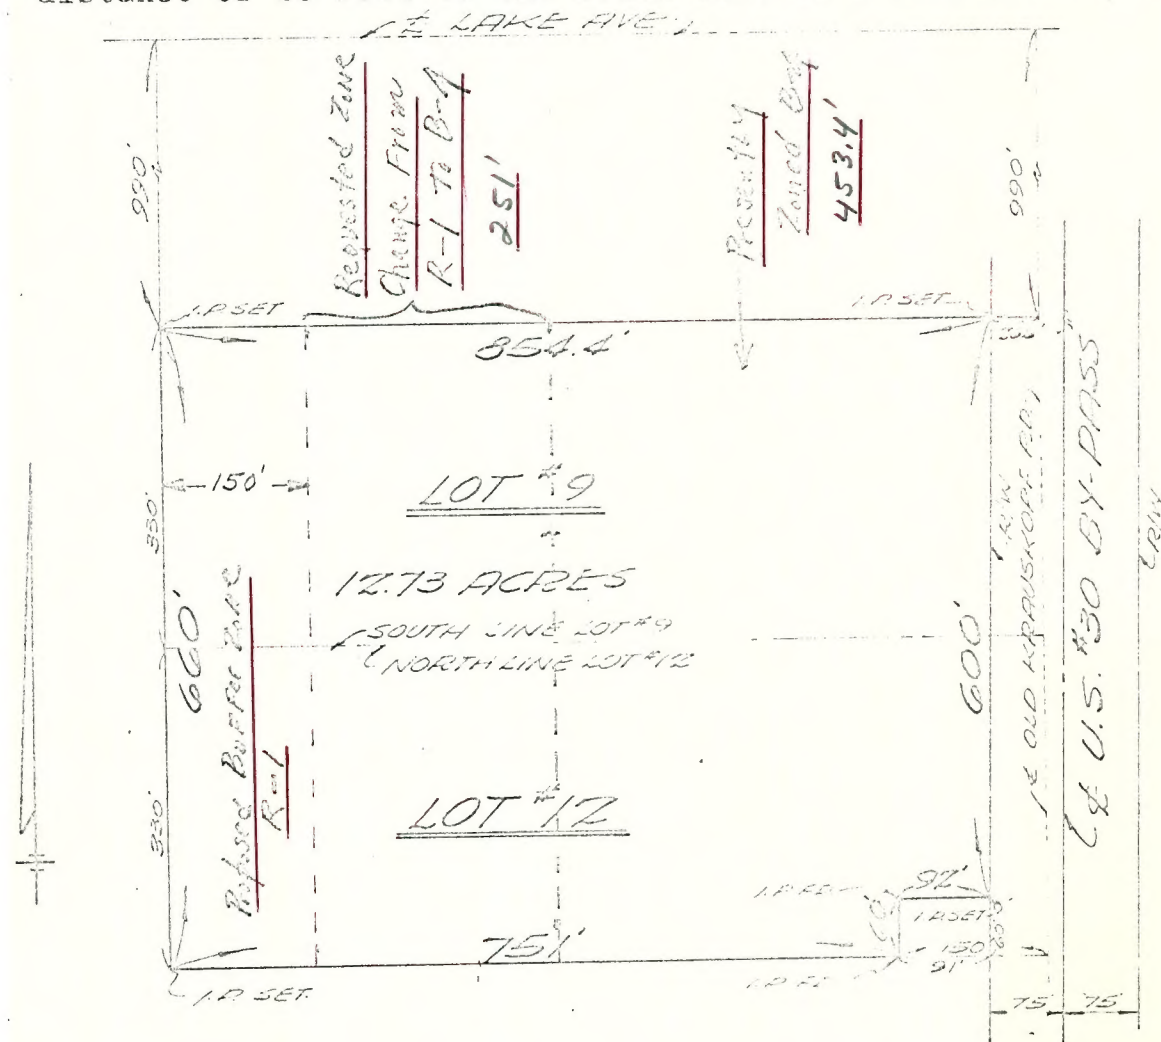 ℄ LAKE AVE.
990'
Requested Zone
Change From
R-1 To B-4
251'
Presently
Zoned B-4
453.4'
990'
I.P. SET
I.P. SET
854.4'
150'
LOT #9
12.73 ACRES
SOUTH LINE LOT #9
NORTH LINE LOT #12
330'
660'
330'
Proposed Buffer Zone
R-1
LOT #12
600'
R/W
℄ OLD KRAUSKOPF RD.
℄ U.S. #30 BY-PASS
R/W
I.P. FD.
92'
60'
I.P. SET
150'
91'
751'
I.P. SET.
I.P. FD.
75'
75'